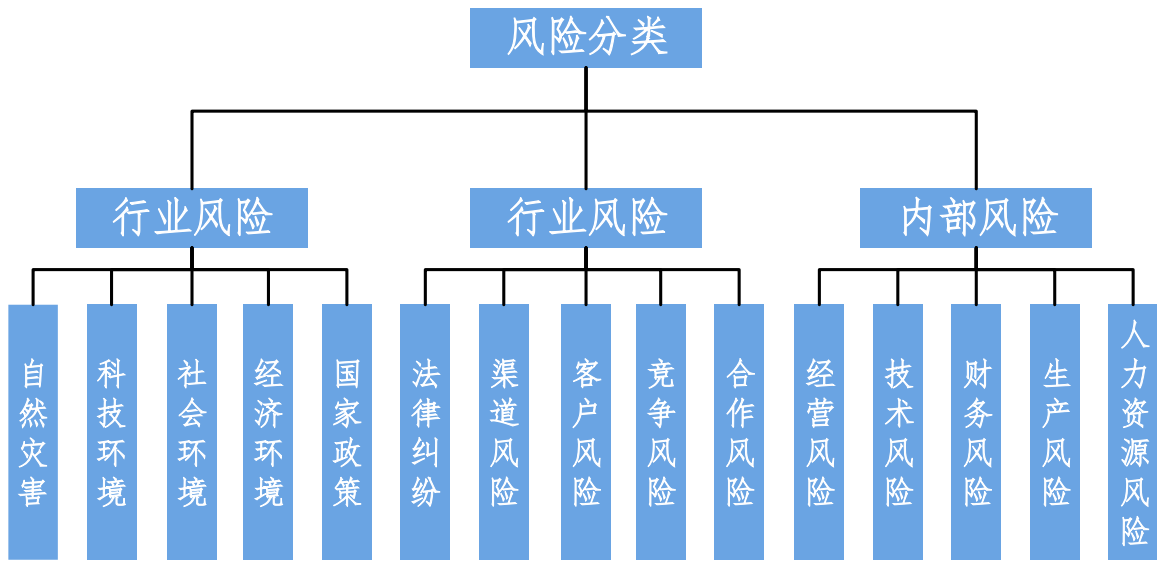 风险分类
行业风险
行业风险
内部风险
自然灾害
科技环境
社会环境
经济环境
国家政策
法律纠纷
渠道风险
客户风险
竞争风险
合作风险
经营风险
技术风险
财务风险
生产风险
人力资源风险